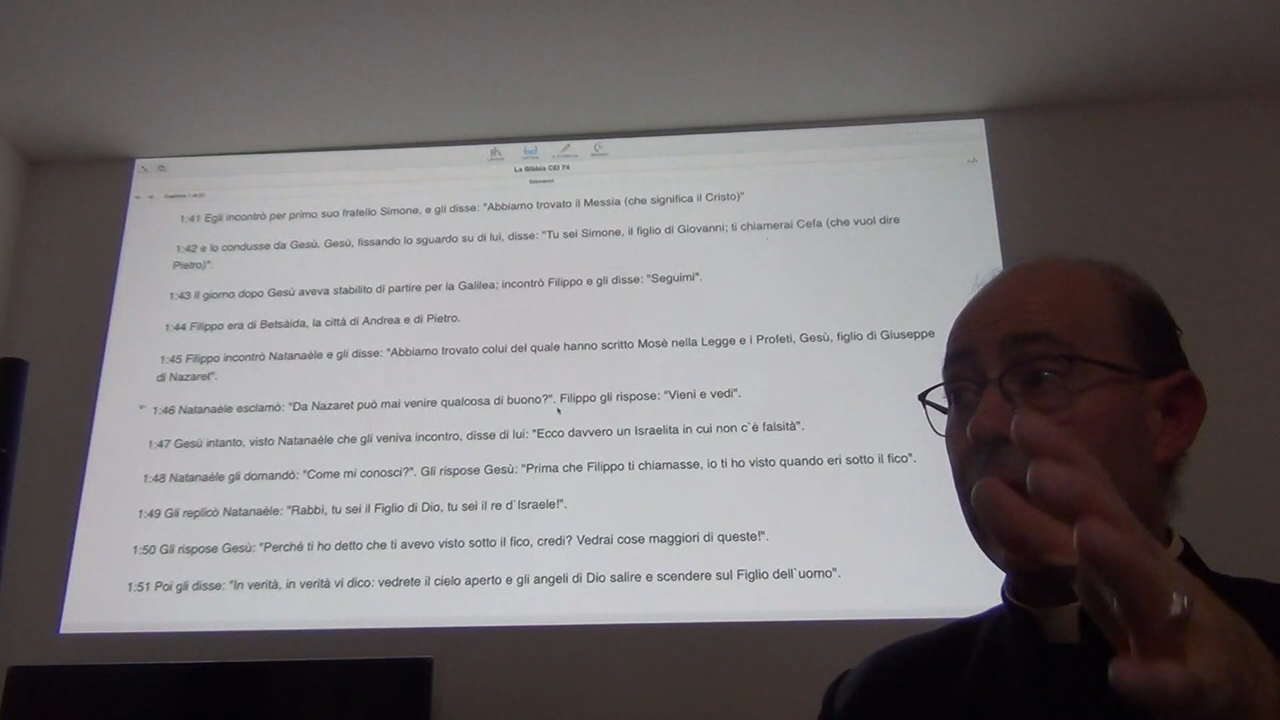 La Bibbia CEI 74
Giovanni
1:41 Egli incontrò per primo suo fratello Simone, e gli disse: "Abbiamo trovato il Messia (che significa il Cristo)"
1:42 e lo condusse da Gesù. Gesù, fissando lo sguardo su di lui, disse: "Tu sei Simone, il figlio di Giovanni; ti chiamerai Cefa (che vuol dire
Pietro)".
1:43 Il giorno dopo Gesù aveva stabilito di partire per la Galilea; incontrò Filippo e gli disse: "Seguimi".
1:44 Filippo era di Betsàida, la città di Andrea e di Pietro.
1:45 Filippo incontrò Natanaèle e gli disse: "Abbiamo trovato colui del quale hanno scritto Mosè nella Legge e i Profeti, Gesù, figlio di Giuseppe
di Nazaret".
1:46 Natanaèle esclamò: "Da Nazaret può mai venire qualcosa di buono?". Filippo gli rispose: "Vieni e vedi".
1:47 Gesù intanto, visto Natanaèle che gli veniva incontro, disse di lui: "Ecco davvero un Israelita in cui non c`è falsità".
1:48 Natanaèle gli domandò: "Come mi conosci?". Gli rispose Gesù: "Prima che Filippo ti chiamasse, io ti ho visto quando eri sotto il fico".
1:49 Gli replicò Natanaèle: "Rabbì, tu sei il Figlio di Dio, tu sei il re d`Israele!".
1:50 Gli rispose Gesù: "Perché ti ho detto che ti avevo visto sotto il fico, credi? Vedrai cose maggiori di queste!".
1:51 Poi gli disse: "In verità, in verità vi dico: vedrete il cielo aperto e gli angeli di Dio salire e scendere sul Figlio dell`uomo".